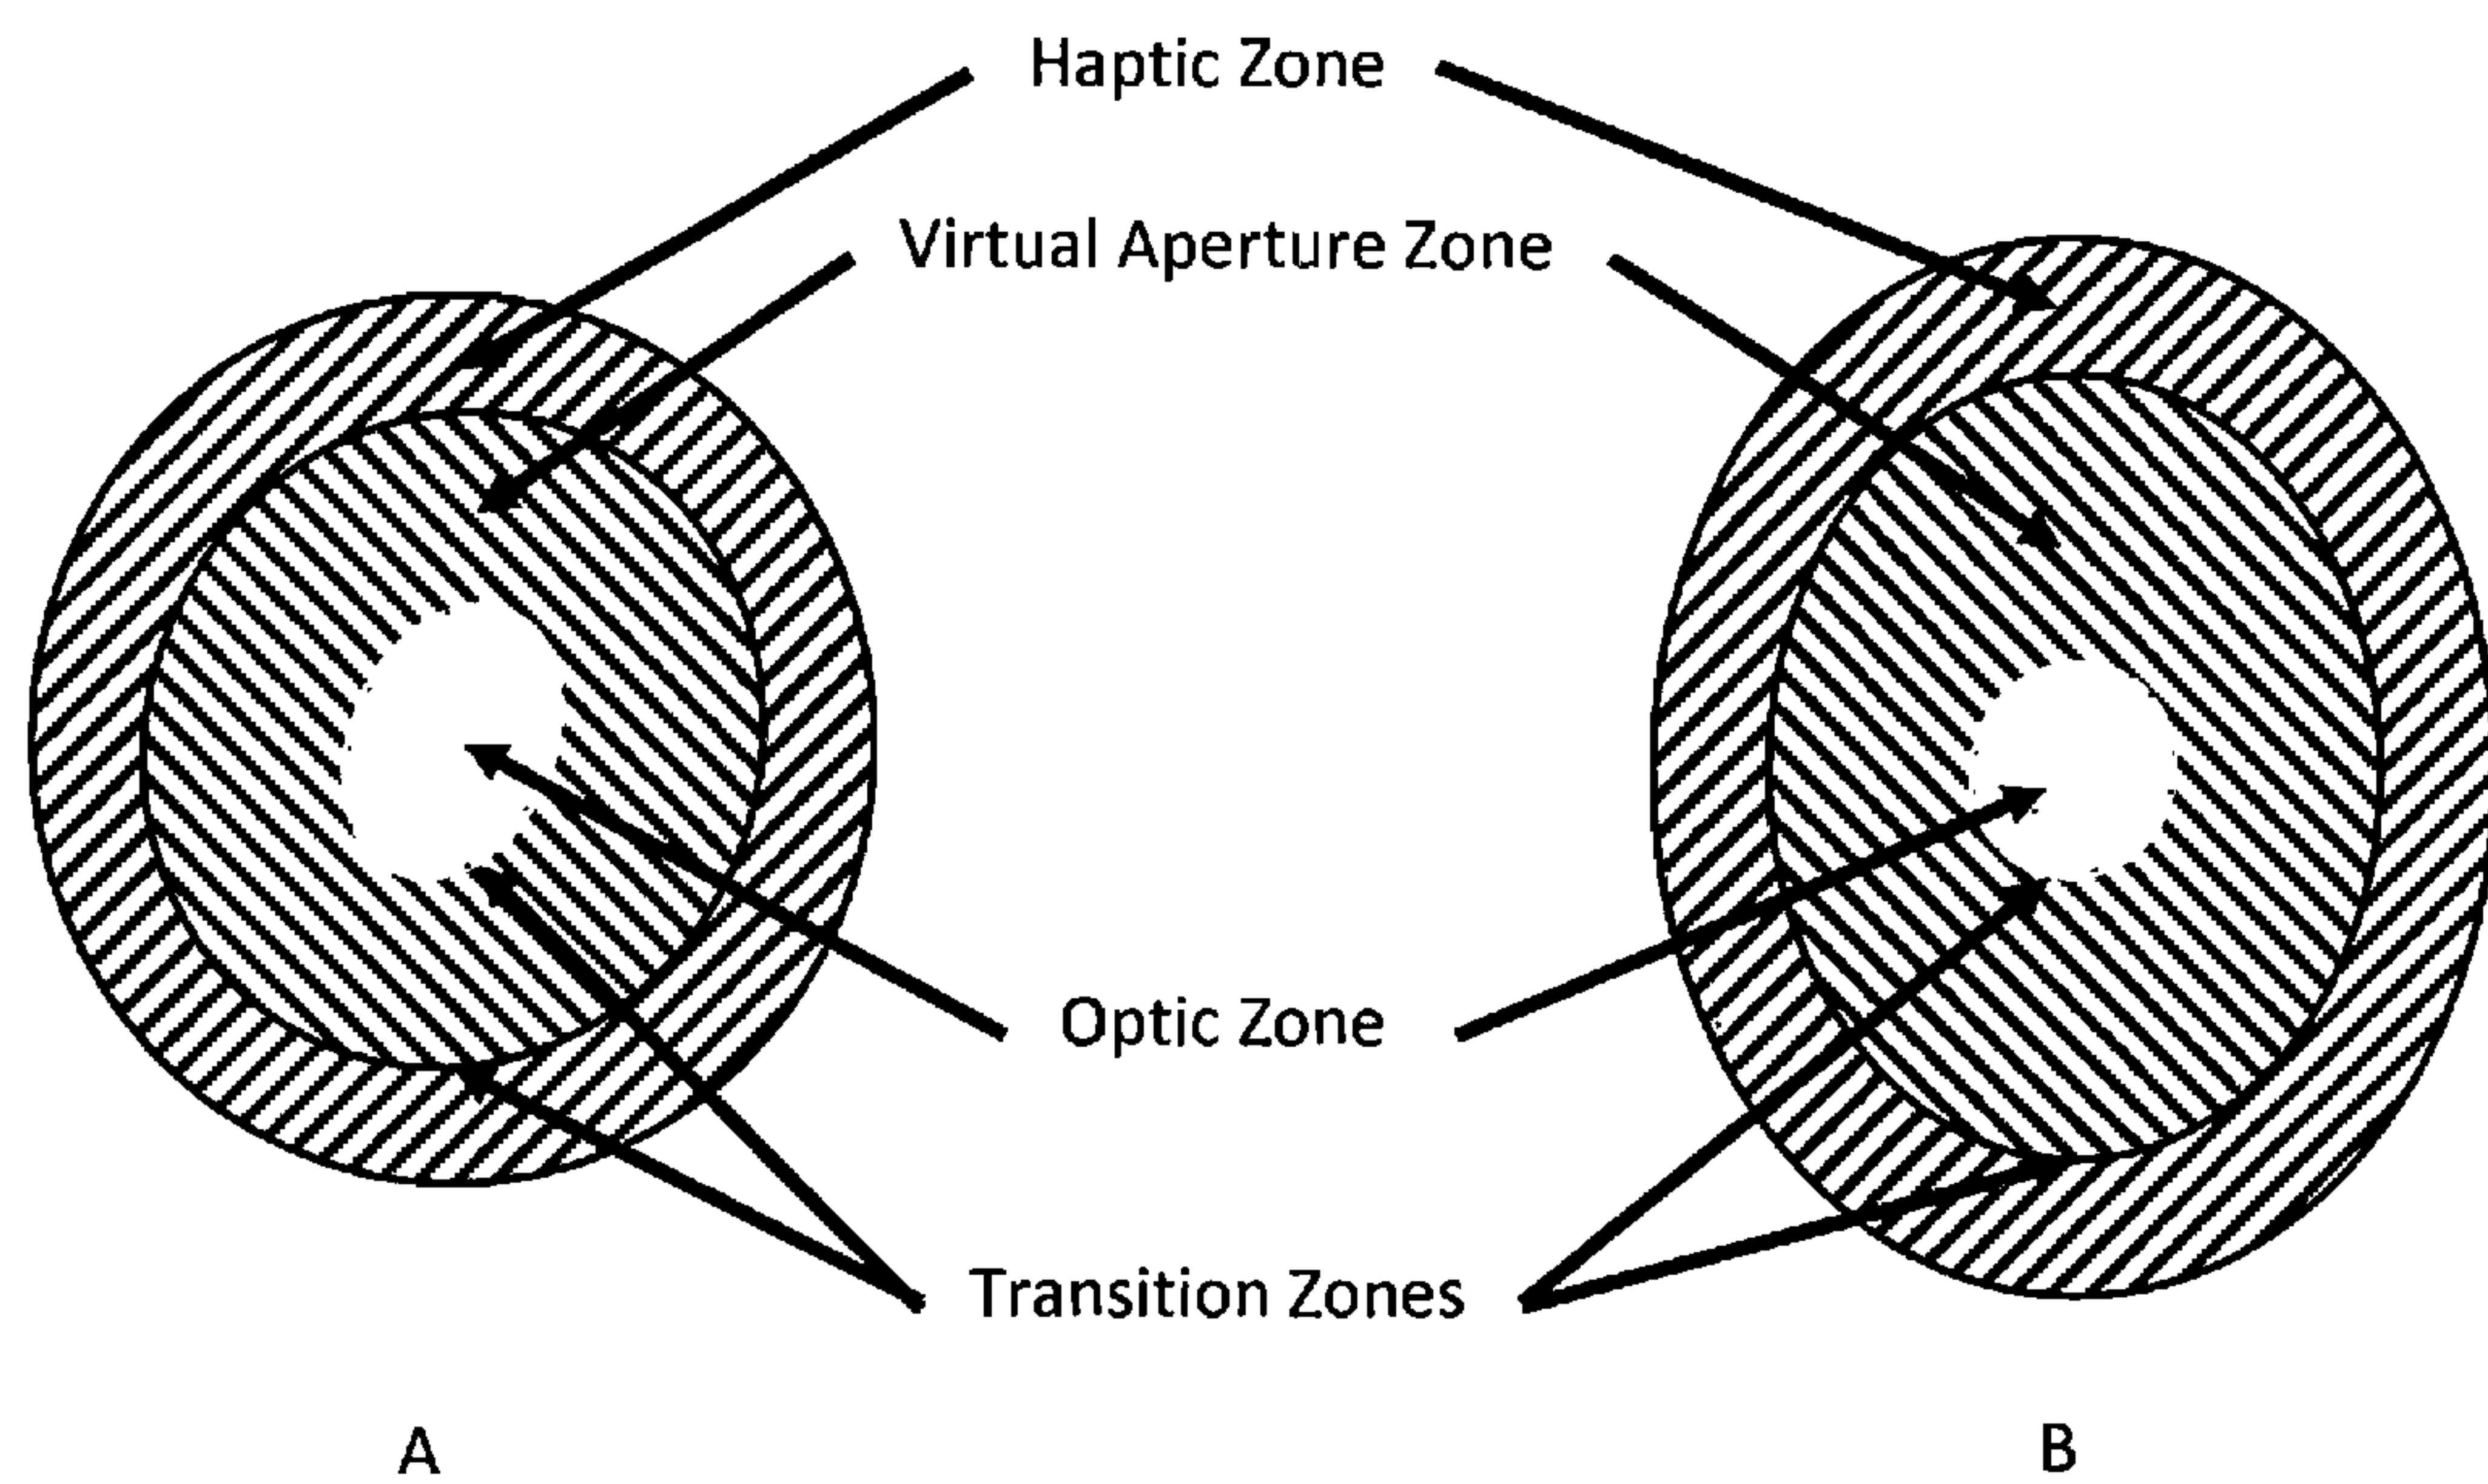 Haptic Zone
Virtual Aperture Zone
Optic Zone
Transition Zones
A
B